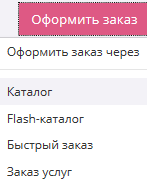 Оформить заказ
Оформить заказ через
Каталог
Flash-каталог
Быстрый заказ
Заказ услуг